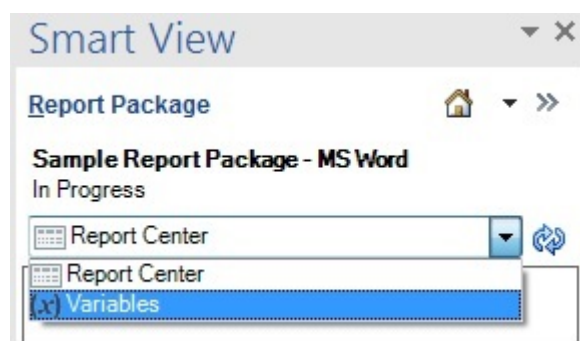 Smart View
Report Package
Sample Report Package - MS Word
In Progress
Report Center
Report Center
(x) Variables